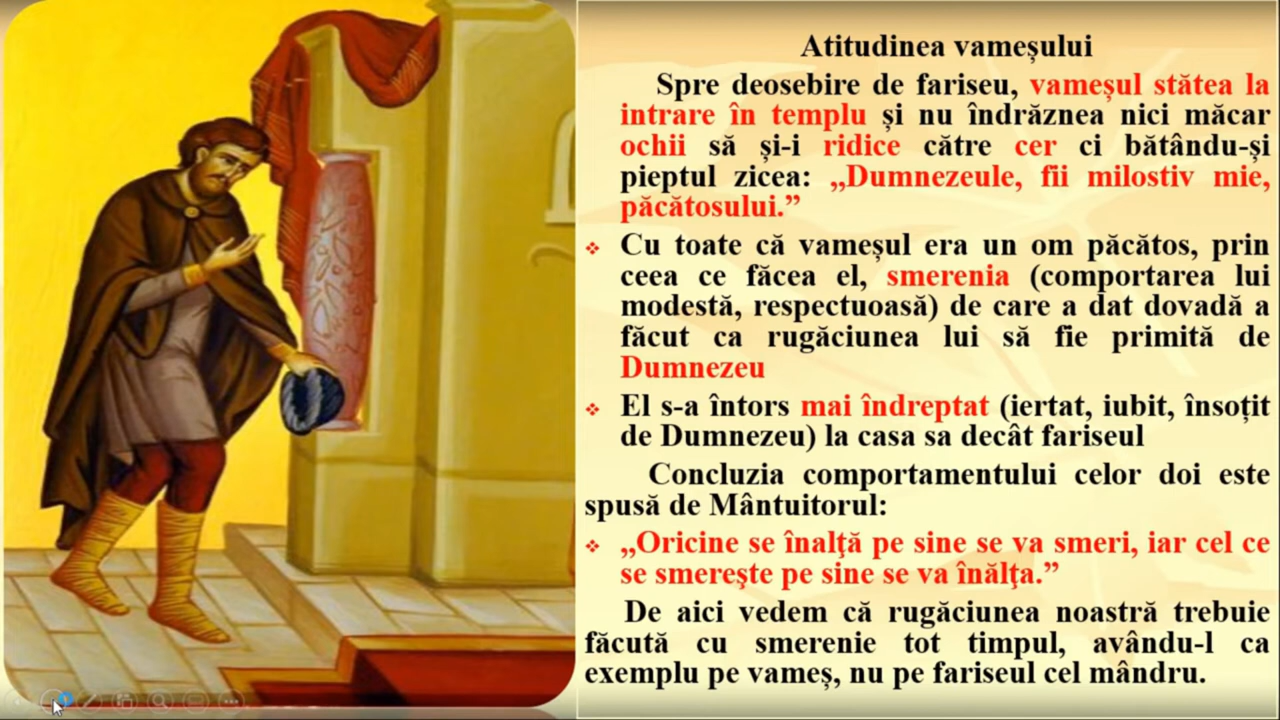 Atitudinea vameșului
Spre deosebire de fariseu, vameșul stătea la
intrare în templu și nu îndrăznea nici măcar
ochii să și-i ridice către cer ci bătându-și
pieptul zicea: „Dumnezeule, fii milostiv mie,
păcătosului.”
❖ Cu toate că vameșul era un om păcătos, prin
ceea ce făcea el, smerenia (comportarea lui
modestă, respectuoasă) de care a dat dovadă a
făcut ca rugăciunea lui să fie primită de
Dumnezeu
❖ El s-a întors mai îndreptat (iertat, iubit, însoțit
de Dumnezeu) la casa sa decât fariseul
Concluzia comportamentului celor doi este
spusă de Mântuitorul:
❖ „Oricine se înalţă pe sine se va smeri, iar cel ce
se smereşte pe sine se va înălţa.”
De aici vedem că rugăciunea noastră trebuie
făcută cu smerenie tot timpul, avându-l ca
exemplu pe vameș, nu pe fariseul cel mândru.